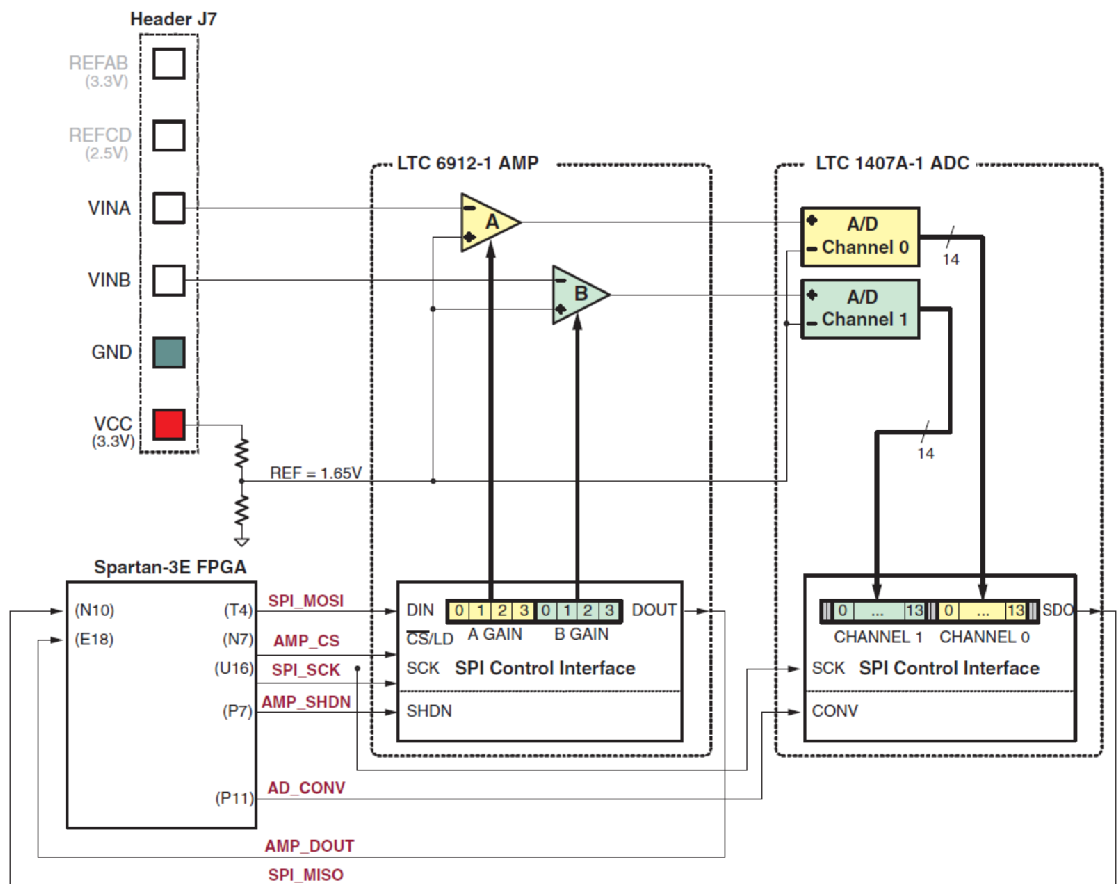 Header J7
REFAB
(3.3V)
REFCD
(2.5V)
VINA
VINB
GND
VCC
(3.3V)
REF = 1.65V
LTC 6912-1 AMP
- A +
- B +
LTC 1407A-1 ADC
+ A/D
- Channel 0
14
+ A/D
- Channel 1
14
Spartan-3E FPGA
(N10) (T4) SPI_MOSI
(E18) (N7) AMP_CS
(U16) SPI_SCK
(P7) AMP_SHDN
(P11) AD_CONV
AMP_DOUT
SPI_MISO
DIN 0 1 2 3 0 1 2 3 DOUT
A GAIN B GAIN
CS/LD
SCK SPI Control Interface
SHDN
0 ... 13 0 ... 13 SDO
CHANNEL 1 CHANNEL 0
SCK SPI Control Interface
CONV